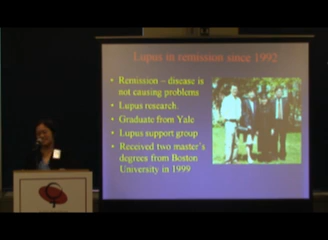 Lupus in remission since 1992
• Remission – disease is
not causing problems
• Lupus research
• Graduate from Yale
• Lupus support group
• Received two master's
degrees from Boston
University in 1999